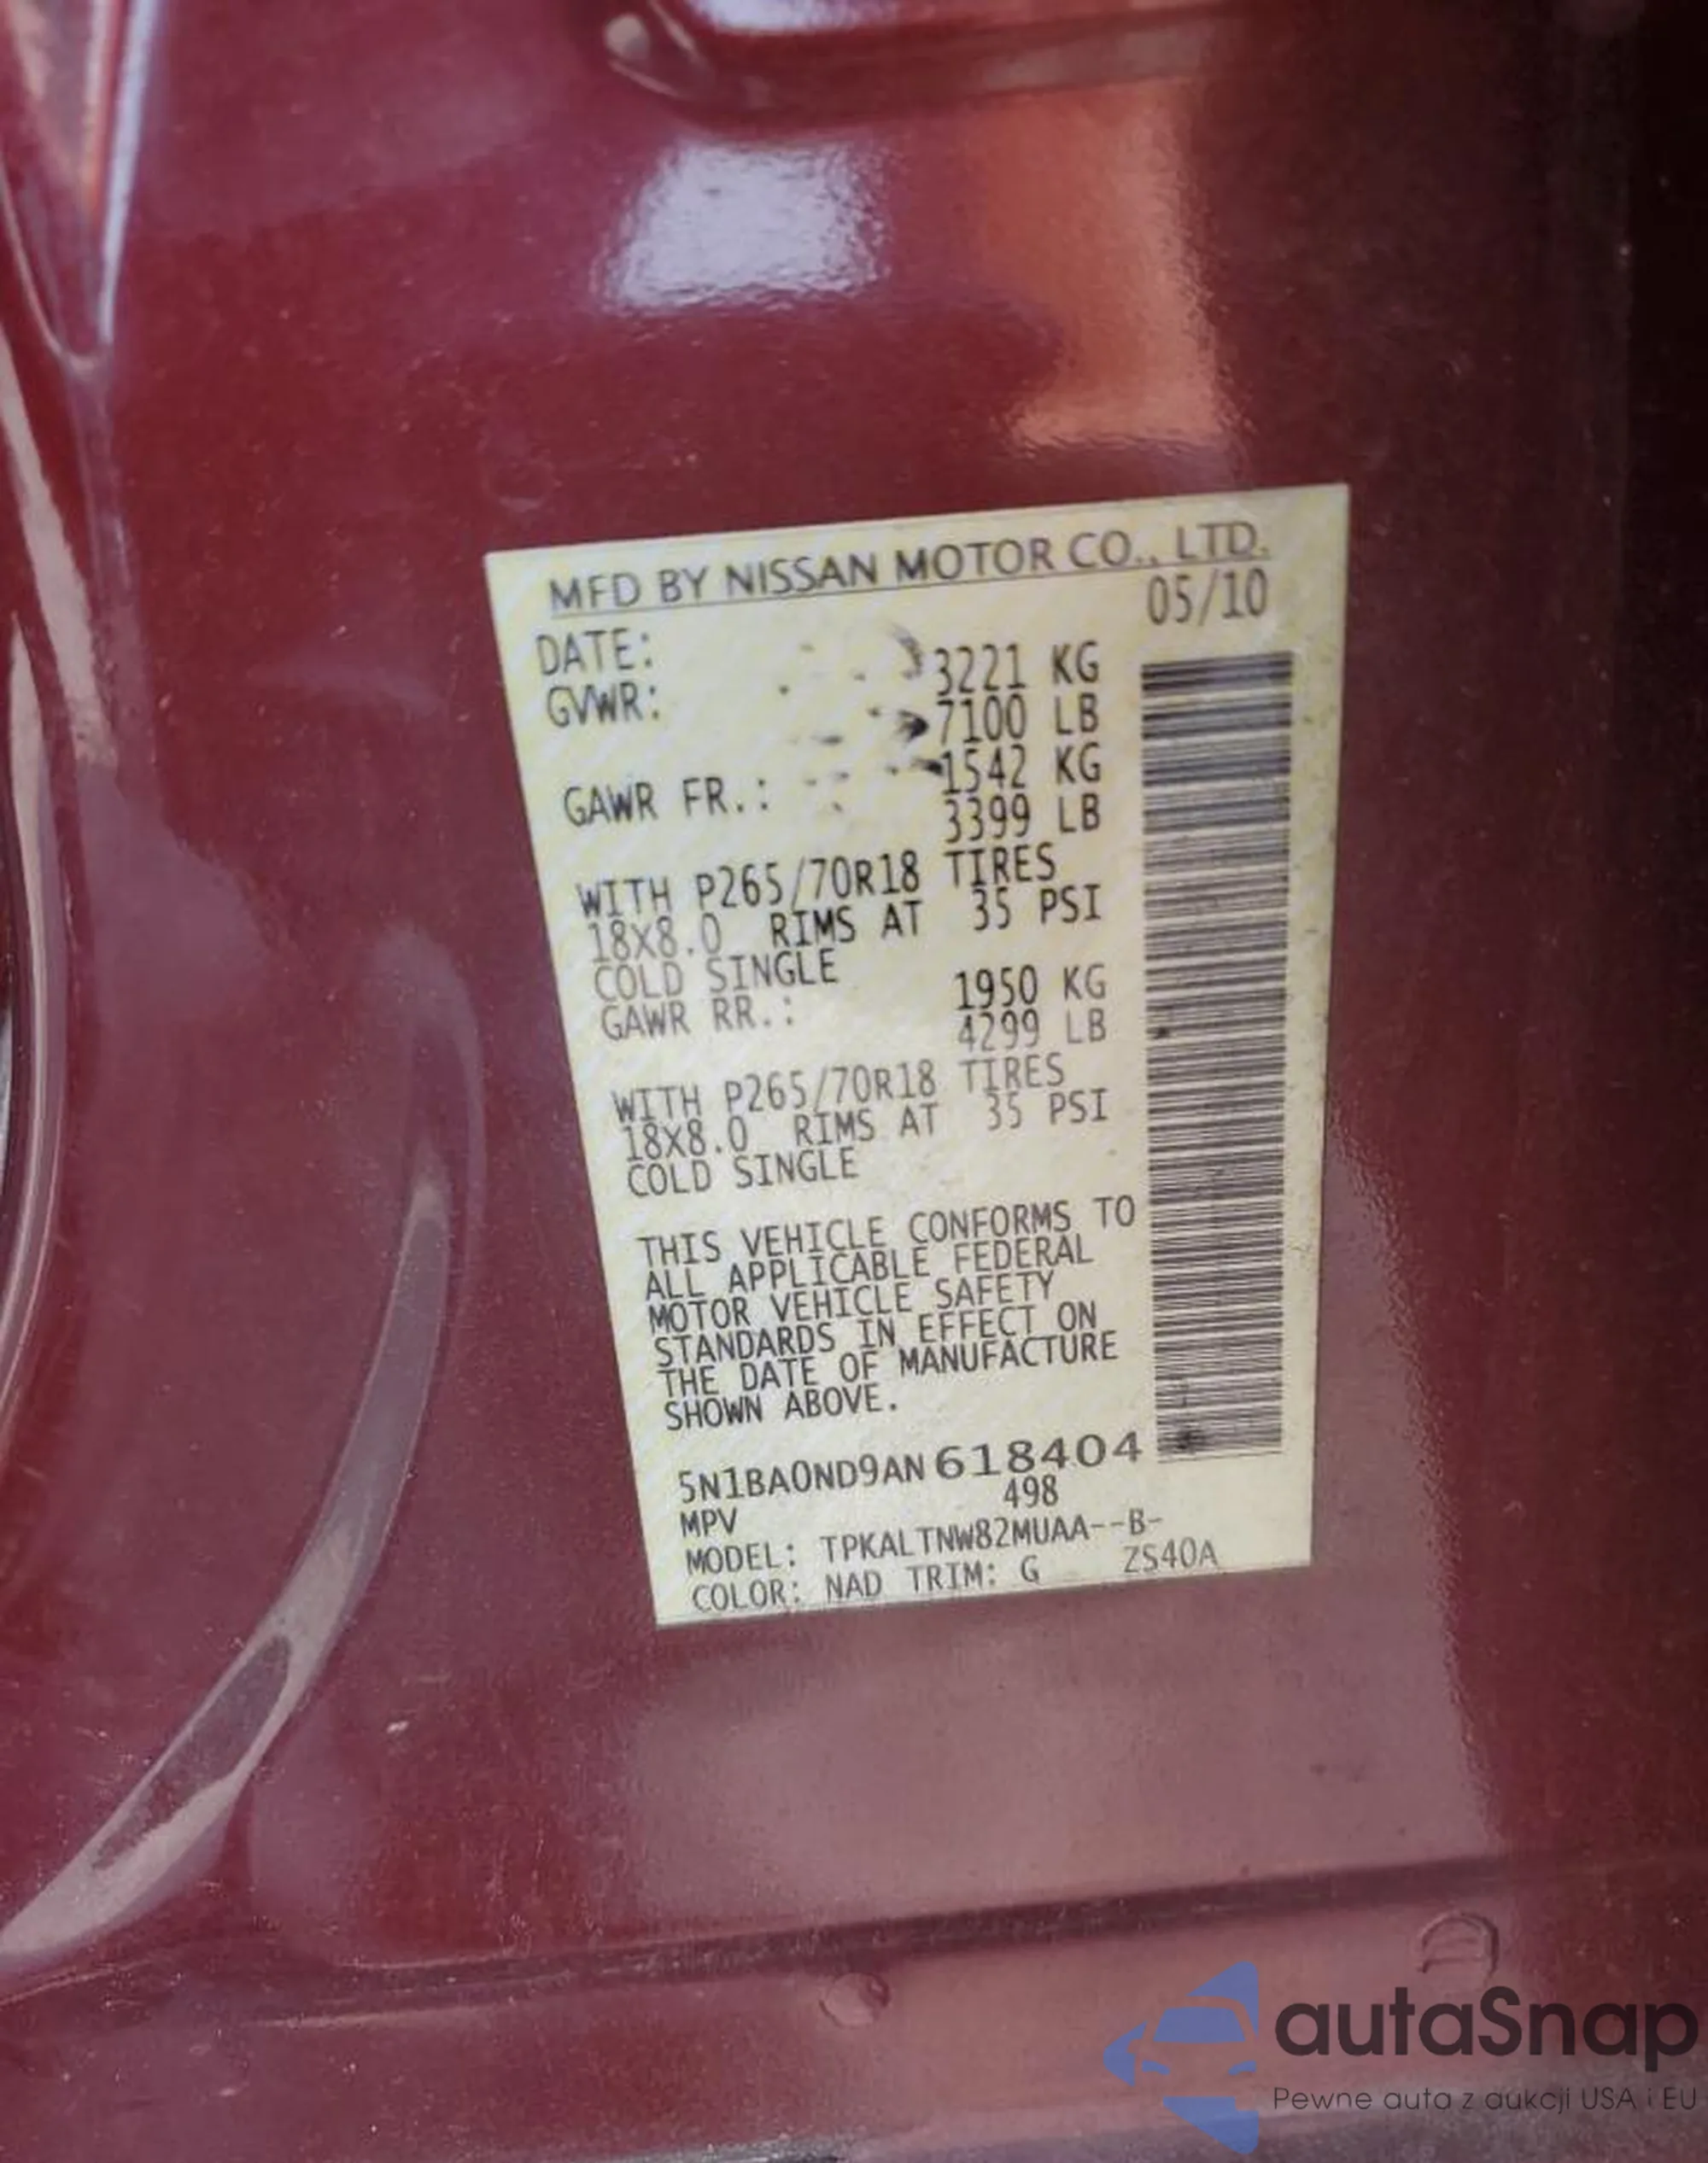 MFD BY NISSAN MOTOR CO., LTD.
DATE: 05/10
GVWR: 3221 KG
7100 LB
GAWR FR.: 1542 KG
3399 LB
WITH P265/70R18 TIRES
18X8.0 RIMS AT 35 PSI
COLD SINGLE
GAWR RR.: 1950 KG
4299 LB
WITH P265/70R18 TIRES
18X8.0 RIMS AT 35 PSI
COLD SINGLE
THIS VEHICLE CONFORMS TO
ALL APPLICABLE FEDERAL
MOTOR VEHICLE SAFETY
STANDARDS IN EFFECT ON
THE DATE OF MANUFACTURE
SHOWN ABOVE.
5N1BA0ND9AN618404
MPV 498
MODEL: TPKALTNW82MUAA--B-
COLOR: NAD TRIM: G ZS40A
autaSnap
Pewne auta z aukcji USA i EU